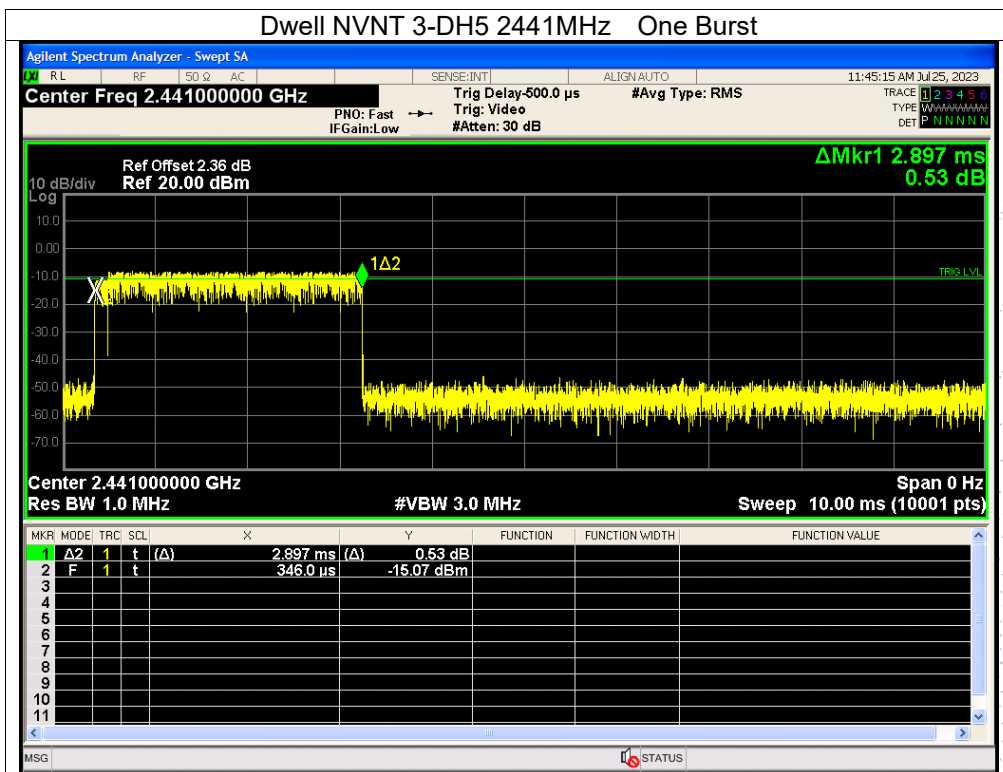 Dwell NVNT 3-DH5 2441MHz One Burst
Agilent Spectrum Analyzer - Swept SA
LXI RL RF 50 Ω AC SENSE:INT ALIGN AUTO 11:45:15 AM Jul 25, 2023
Center Freq 2.441000000 GHz Trig Delay-500.0 µs #Avg Type: RMS TRACE 1 2 3 4 5 6
PNO: Fast Trig: Video TYPE WWWWWWW
IFGain:Low #Atten: 30 dB DET P N N N N N
ΔMkr1 2.897 ms
0.53 dB
Ref Offset 2.36 dB
10 dB/div Ref 20.00 dBm
Log
10.0
0.00
-10.0
-20.0
-30.0
-40.0
-50.0
-60.0
-70.0
X
1Δ2
TRIG LVL
Center 2.441000000 GHz Span 0 Hz
Res BW 1.0 MHz #VBW 3.0 MHz Sweep 10.00 ms (10001 pts)
MKR MODE TRC SCL X Y FUNCTION FUNCTION WIDTH FUNCTION VALUE
1 Δ2 1 t (Δ) 2.897 ms (Δ) 0.53 dB
2 F 1 t 346.0 µs -15.07 dBm
3
4
5
6
7
8
9
10
11
MSG STATUS